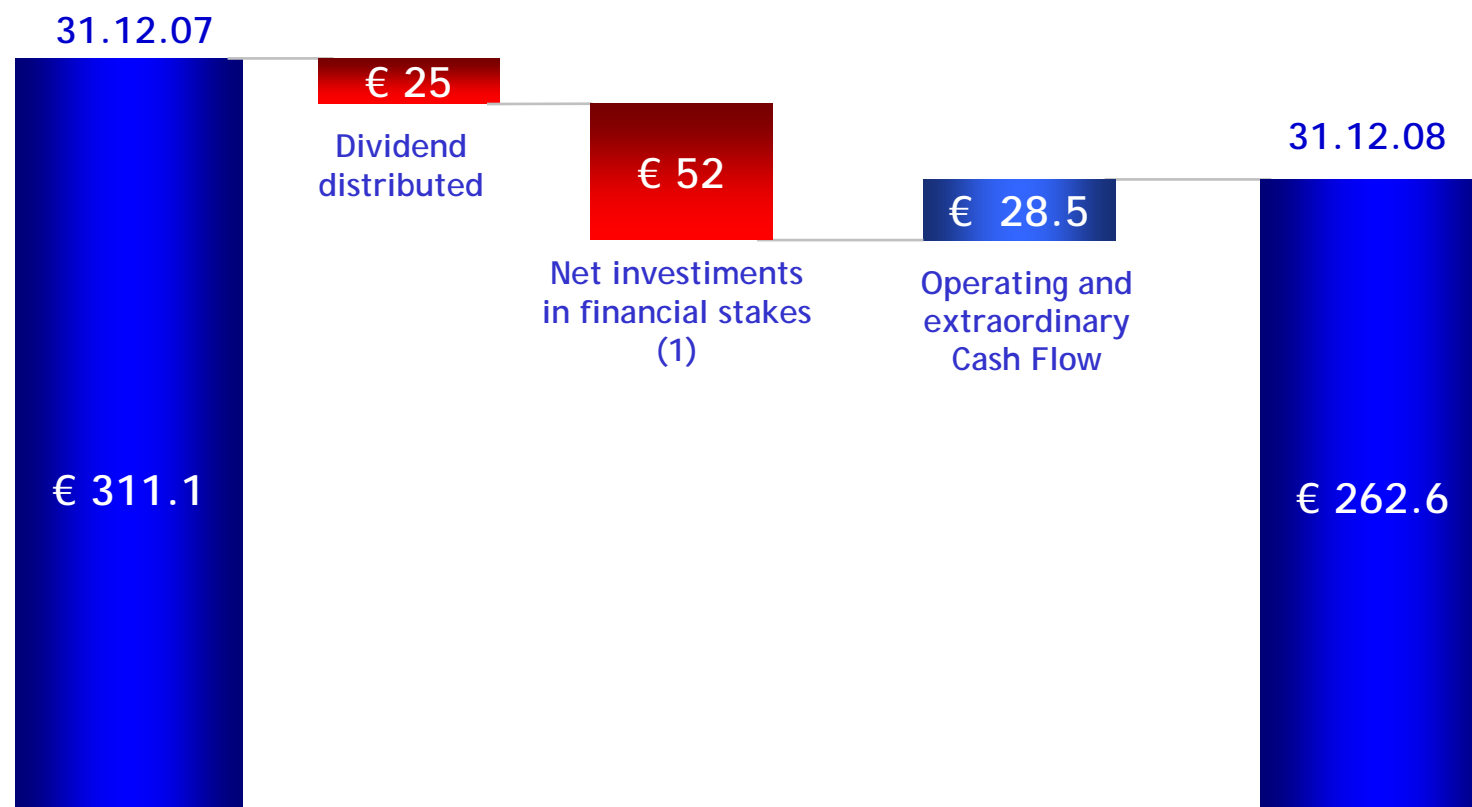 31.12.07
€ 25
Dividend
distributed
€ 52
Net investiments
in financial stakes
(1)
€ 28.5
Operating and
extraordinary
Cash Flow
31.12.08
€ 311.1
€ 262.6